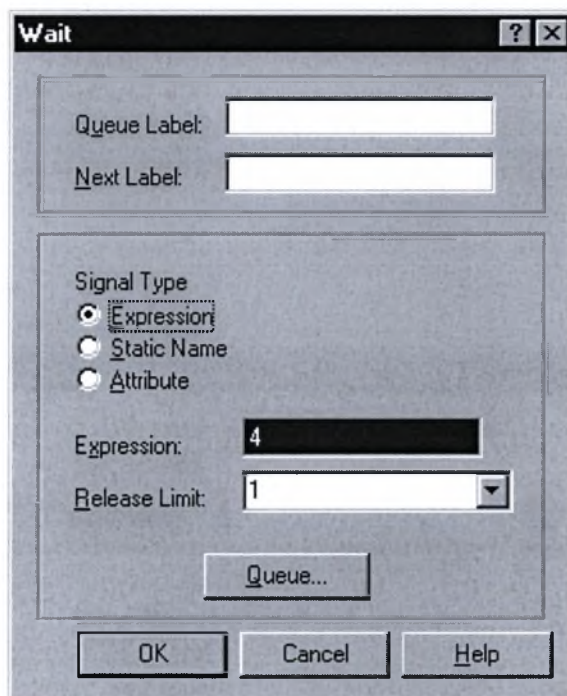 Wait ? ×
Queue Label:
Next Label:
Signal Type
Expression
Static Name
Attribute
Expression: 4
Release Limit: 1
Queue...
OK Cancel Help